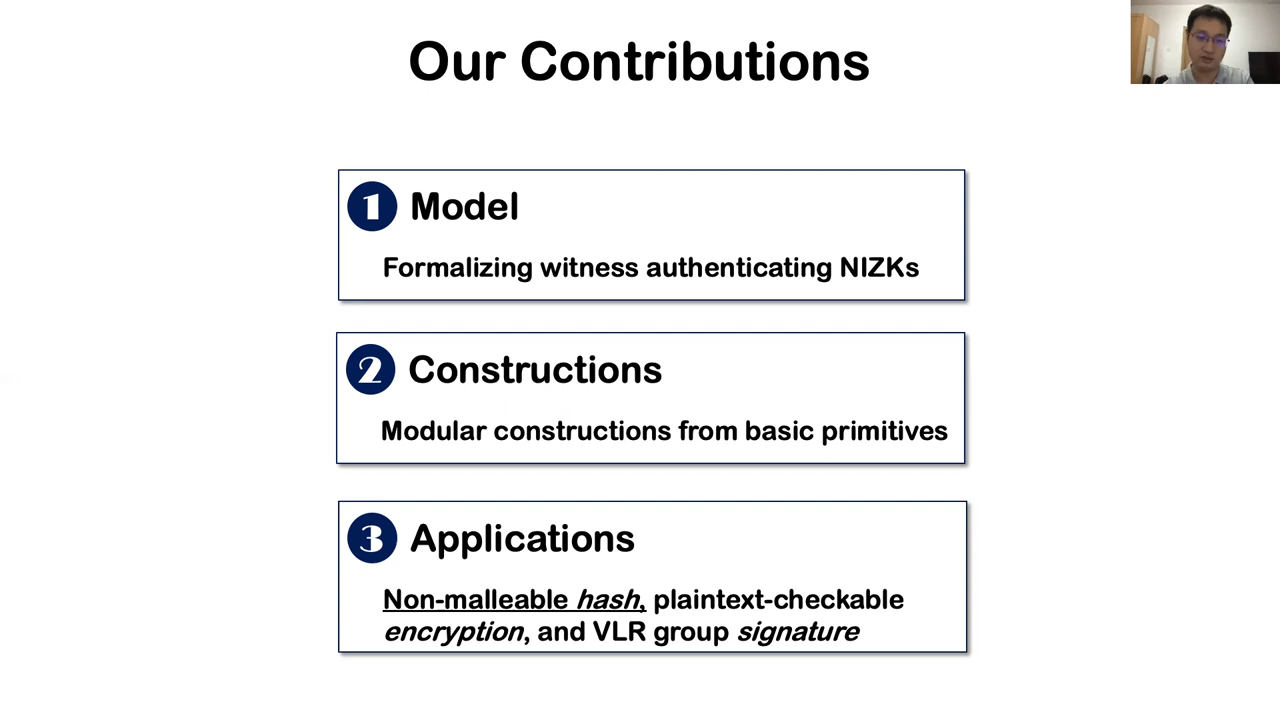 Our Contributions
1 Model
Formalizing witness authenticating NIZKs
2 Constructions
Modular constructions from basic primitives
3 Applications
Non-malleable hash, plaintext-checkable
encryption, and VLR group signature